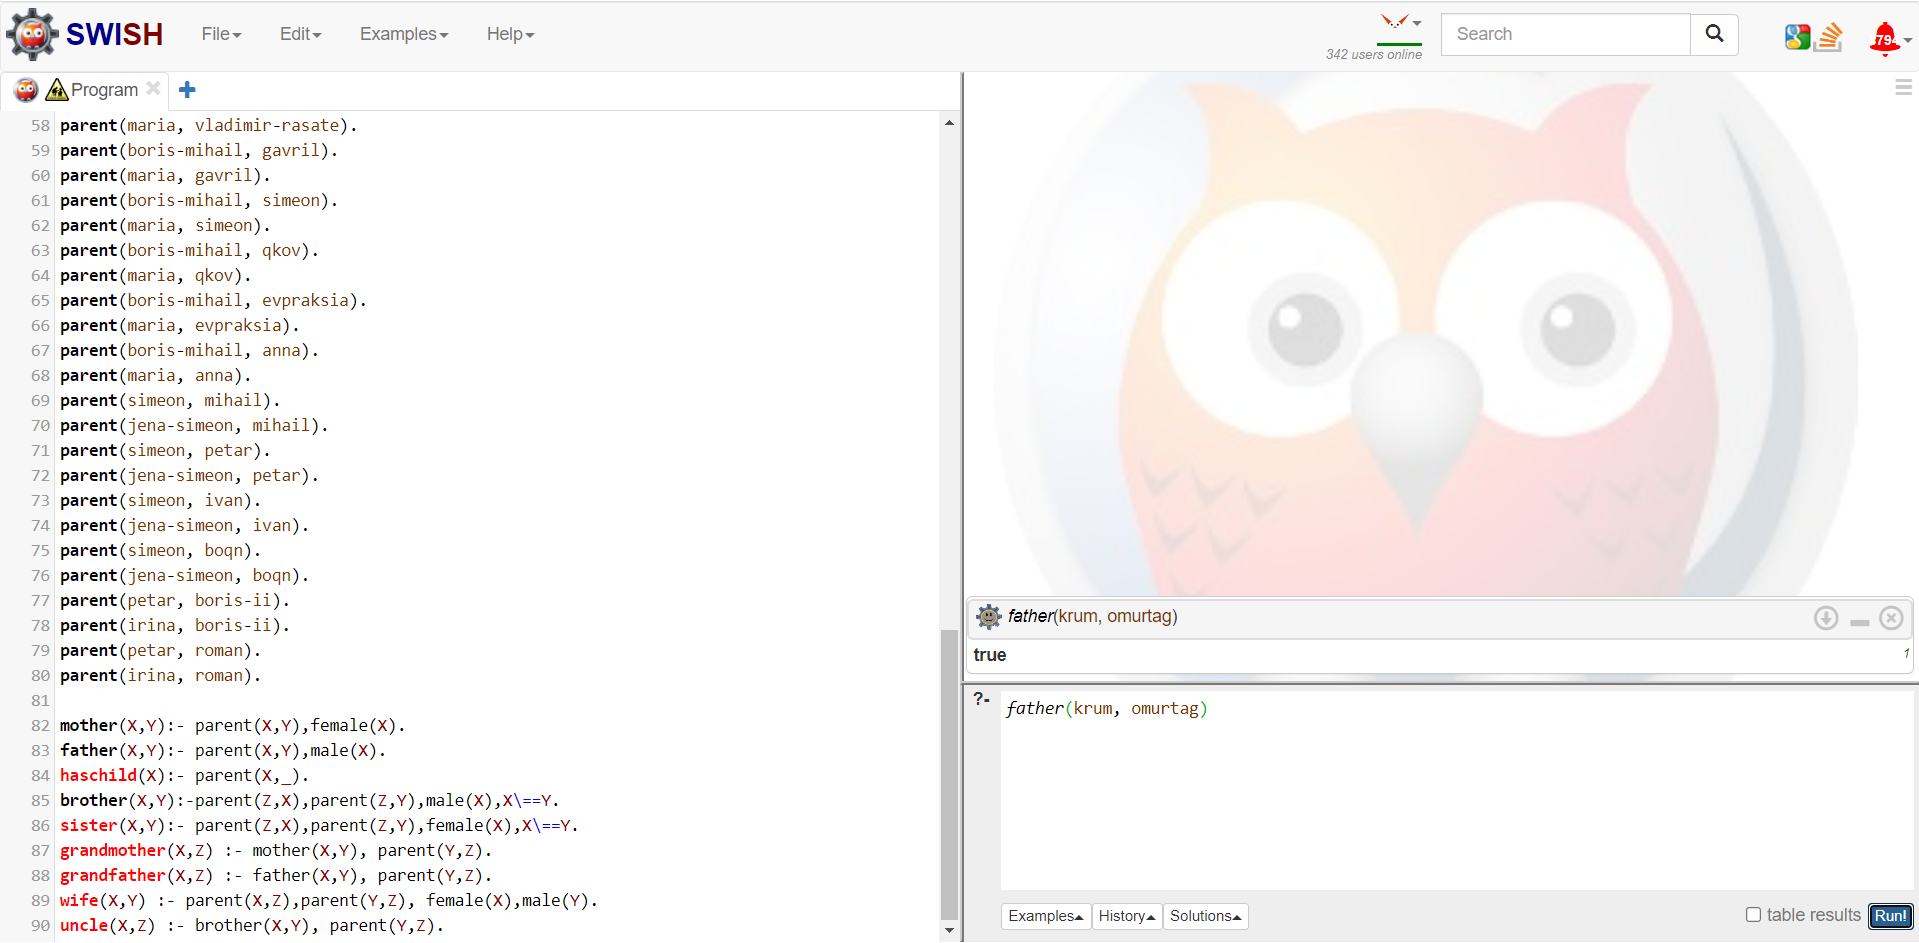 SWISH File Edit Examples Help 342 users online Search 794
Program
58 parent(maria, vladimir-rasate).
59 parent(boris-mihail, gavril).
60 parent(maria, gavril).
61 parent(boris-mihail, simeon).
62 parent(maria, simeon).
63 parent(boris-mihail, qkov).
64 parent(maria, qkov).
65 parent(boris-mihail, evpraksia).
66 parent(maria, evpraksia).
67 parent(boris-mihail, anna).
68 parent(maria, anna).
69 parent(simeon, mihail).
70 parent(jena-simeon, mihail).
71 parent(simeon, petar).
72 parent(jena-simeon, petar).
73 parent(simeon, ivan).
74 parent(jena-simeon, ivan).
75 parent(simeon, boqn).
76 parent(jena-simeon, boqn).
77 parent(petar, boris-ii).
78 parent(irina, boris-ii).
79 parent(petar, roman).
80 parent(irina, roman).
81
82 mother(X,Y):- parent(X,Y),female(X).
83 father(X,Y):- parent(X,Y),male(X).
84 haschild(X):- parent(X,_).
85 brother(X,Y):-parent(Z,X),parent(Z,Y),male(X),X\==Y.
86 sister(X,Y):- parent(Z,X),parent(Z,Y),female(X),X\==Y.
87 grandmother(X,Z) :- mother(X,Y), parent(Y,Z).
88 grandfather(X,Z) :- father(X,Y), parent(Y,Z).
89 wife(X,Y) :- parent(X,Z),parent(Y,Z), female(X),male(Y).
90 uncle(X,Z) :- brother(X,Y), parent(Y,Z).
father(krum, omurtag)
true 1
?- father(krum, omurtag)
Examples History Solutions table results Run!